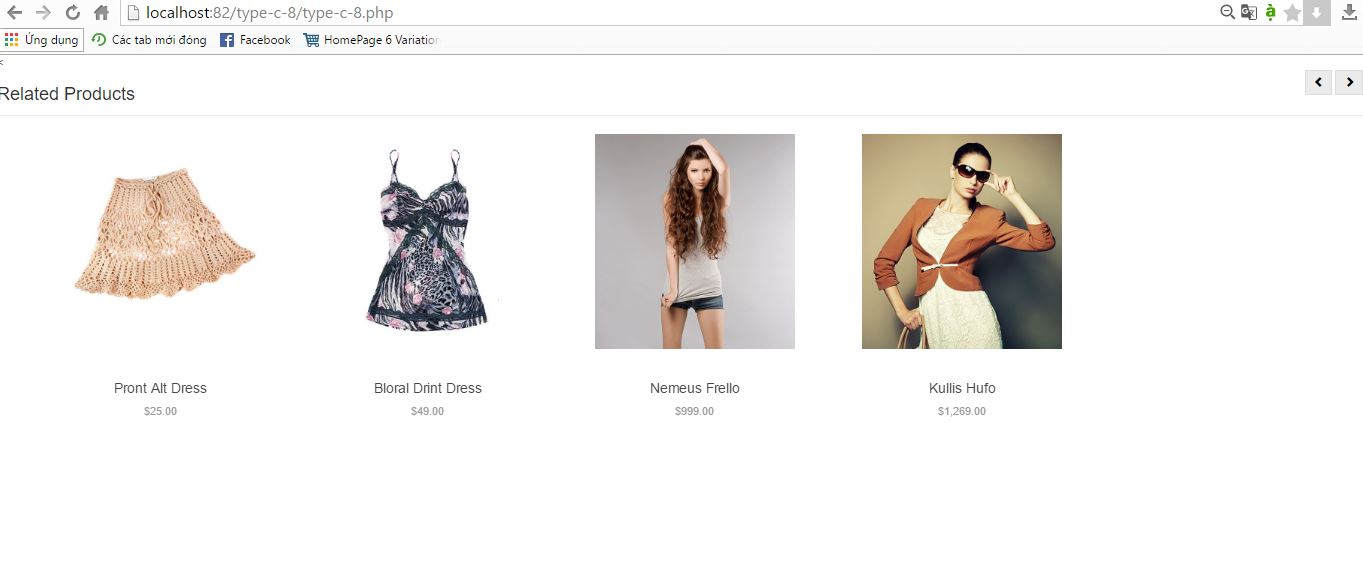 localhost:82/type-c-8/type-c-8.php
Ứng dụng Các tab mới đóng Facebook HomePage 6 Variation
<
Related Products
Pront Alt Dress Bloral Drint Dress Nemeus Frello Kullis Hufo
$25.00 $49.00 $999.00 $1,269.00